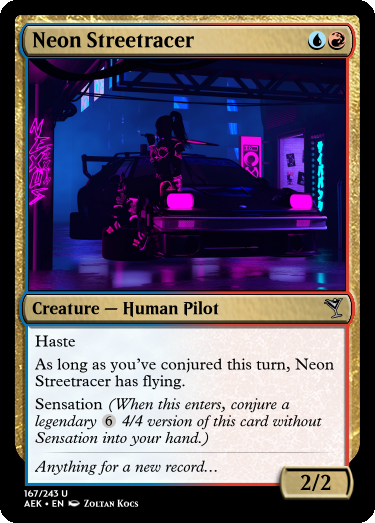 Neon Streetracer
Creature — Human Pilot
Haste
As long as you've conjured this turn, Neon
Streetracer has flying.
Sensation (When this enters, conjure a
legendary 6 4/4 version of this card without
Sensation into your hand.)
Anything for a new record…
2/2
167/243 U
AEK • EN Zoltan Kocs